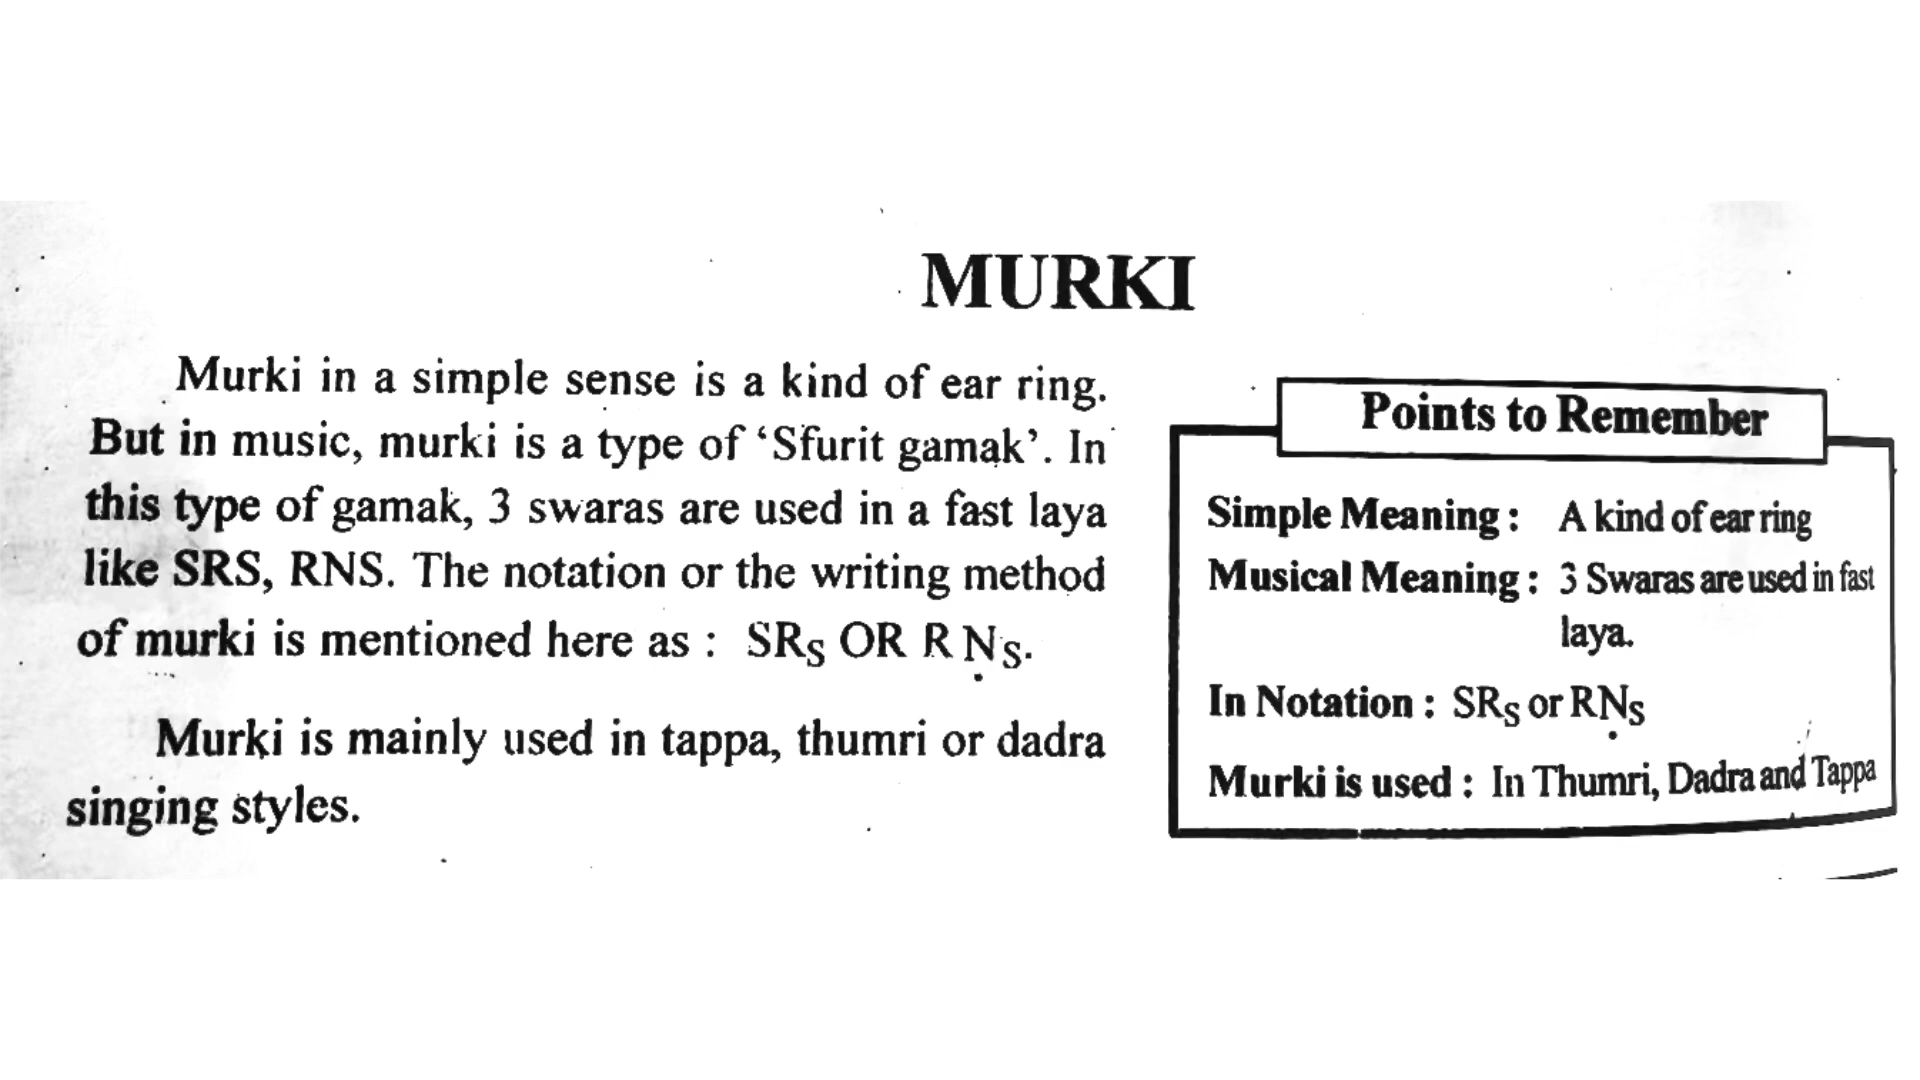 MURKI
Murki in a simple sense is a kind of ear ring.
But in music, murki is a type of ‘Sfurit gamak’. In
this type of gamak, 3 swaras are used in a fast laya
like SRS, RNS. The notation or the writing method
of murki is mentioned here as : SRs OR R Ṇs.
Murki is mainly used in tappa, thumri or dadra
singing styles.
Points to Remember
Simple Meaning : A kind of ear ring
Musical Meaning : 3 Swaras are used in fast
laya.
In Notation : SRs or RṆs
Murki is used : In Thumri, Dadra and Tappa